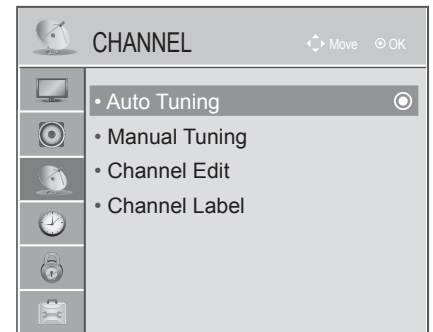 CHANNEL
Move OK
• Auto Tuning
• Manual Tuning
• Channel Edit
• Channel Label